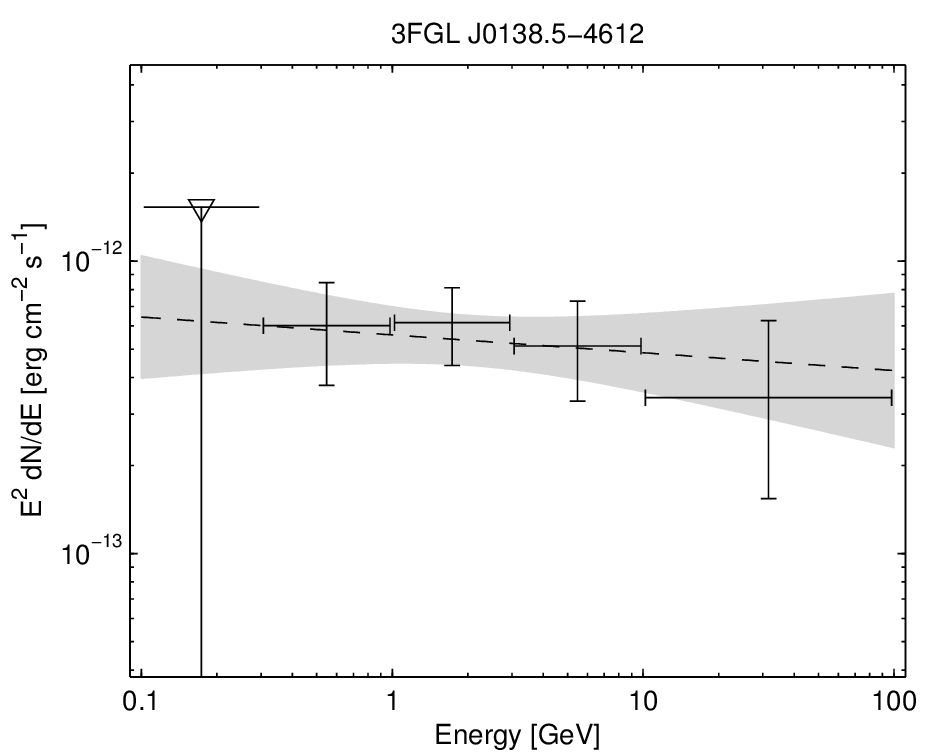 3FGL J0138.5−4612
E² dN/dE [erg cm⁻² s⁻¹]
10⁻¹²
10⁻¹³
0.1 1 10 100
Energy [GeV]